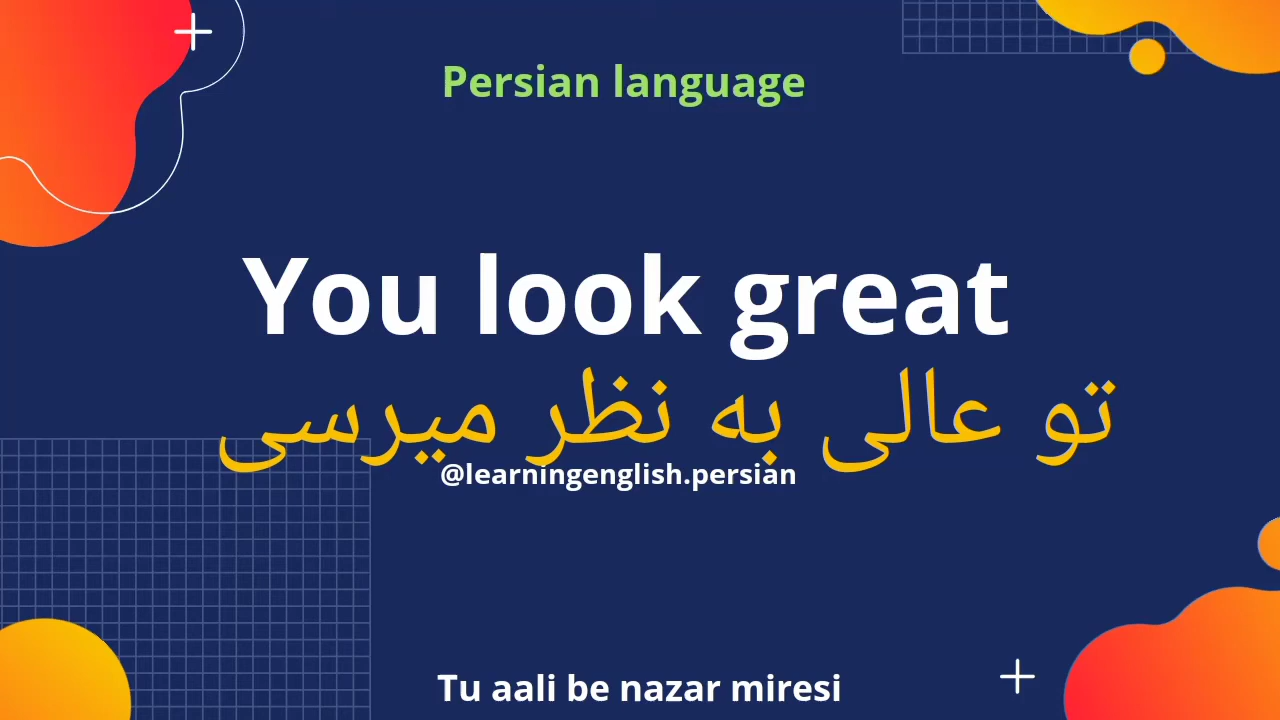 Persian language
You look great
تو عالی به نظر میرسی
@learningenglish.persian
Tu aali be nazar miresi